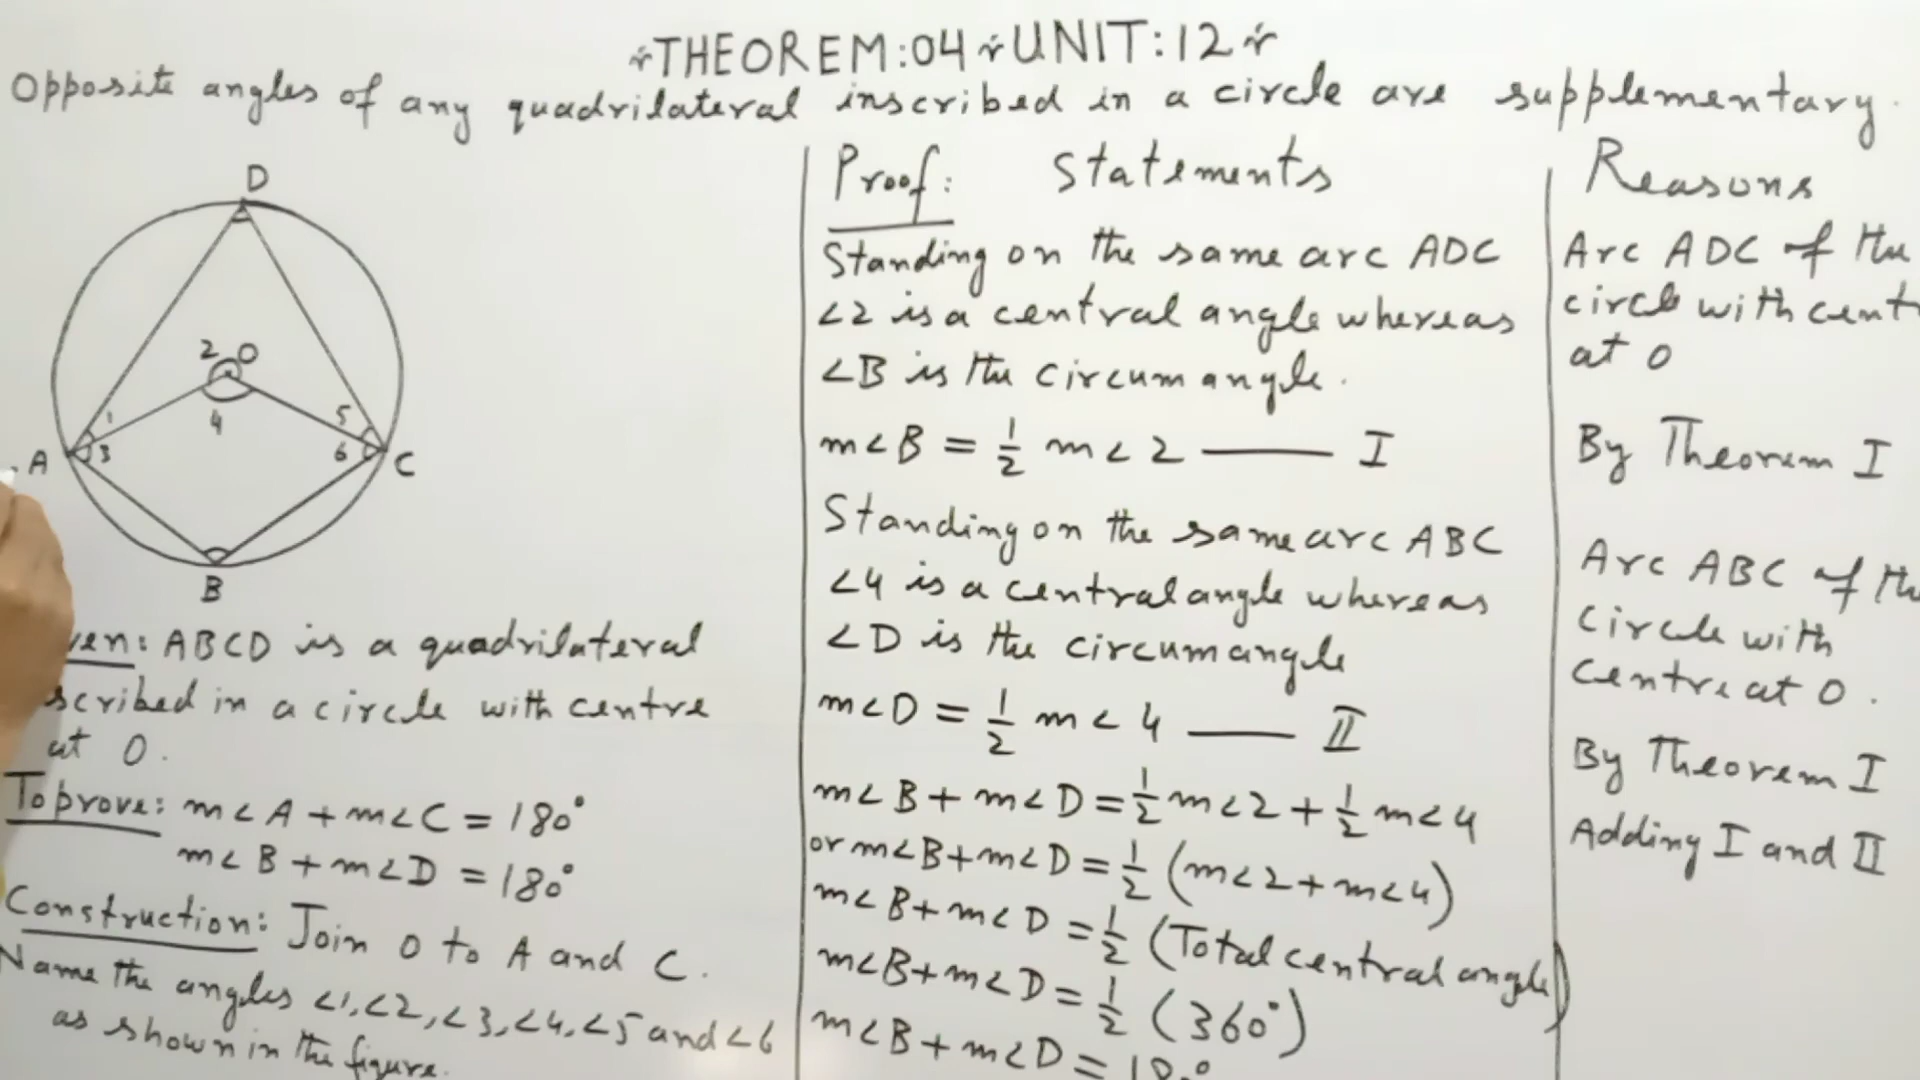 THEOREM:04 UNIT:12
Opposite angles of any quadrilateral inscribed in a circle are supplementary.
D
2 O
4
1
3
5
6
A
C
B
ven: ABCD is a quadrilateral
scribed in a circle with centre
at O.
To prove: m∠A + m∠C = 180°
m∠B + m∠D = 180°
Construction: Join O to A and C.
Name the angles ∠1, ∠2, ∠3, ∠4, ∠5 and ∠6
as shown in the figure.
Proof: Statements
Standing on the same arc ADC
∠2 is a central angle whereas
∠B is the circum angle.
m∠B = 1/2 m∠2 —— I
Standing on the same arc ABC
∠4 is a central angle whereas
∠D is the circumangle
m∠D = 1/2 m∠4 —— II
m∠B + m∠D = 1/2 m∠2 + 1/2 m∠4
or m∠B + m∠D = 1/2 (m∠2 + m∠4)
m∠B + m∠D = 1/2 (Total central angle)
m∠B + m∠D = 1/2 (360°)
m∠B + m∠D = 180°
Reasons
Arc ADC of the
circle with cent
at O
By Theorem I
Arc ABC of th
Circle with
Centre at O.
By Theorem I
Adding I and II